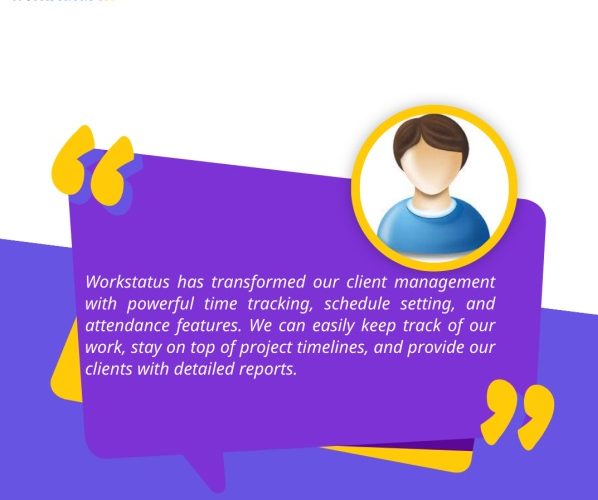 Workstatus has transformed our client management
with powerful time tracking, schedule setting, and
attendance features. We can easily keep track of our
work, stay on top of project timelines, and provide our
clients with detailed reports.